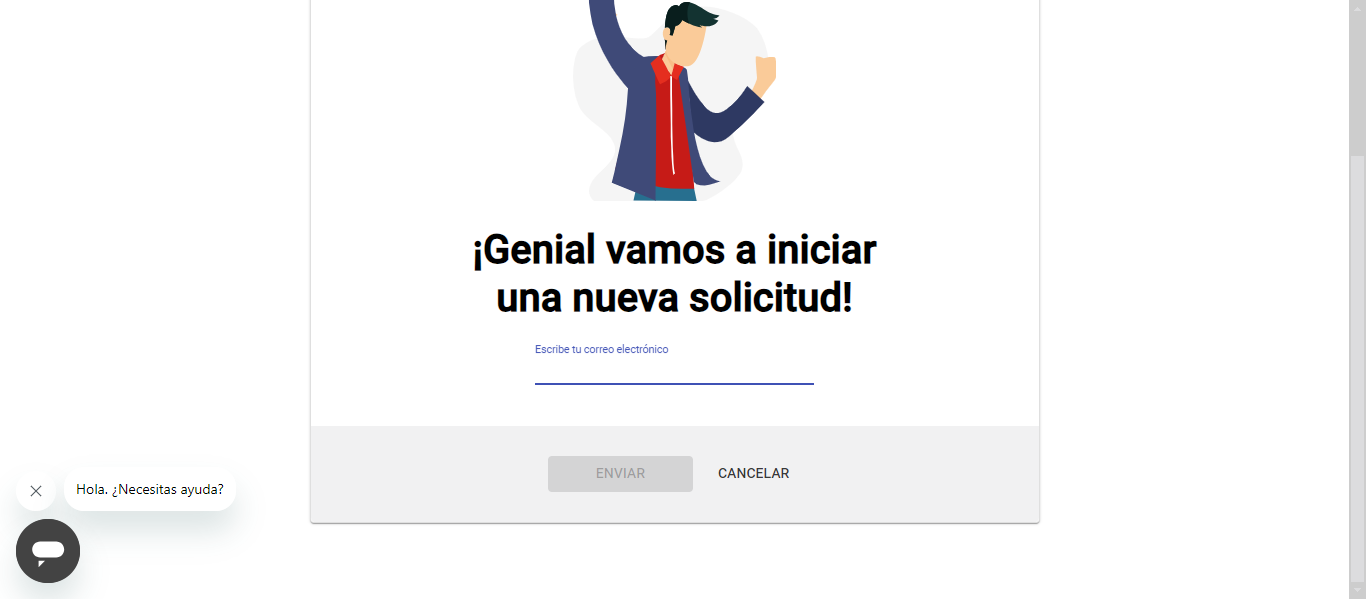 ¡Genial vamos a iniciar
una nueva solicitud!
Escribe tu correo electrónico
ENVIAR
CANCELAR
Hola. ¿Necesitas ayuda?